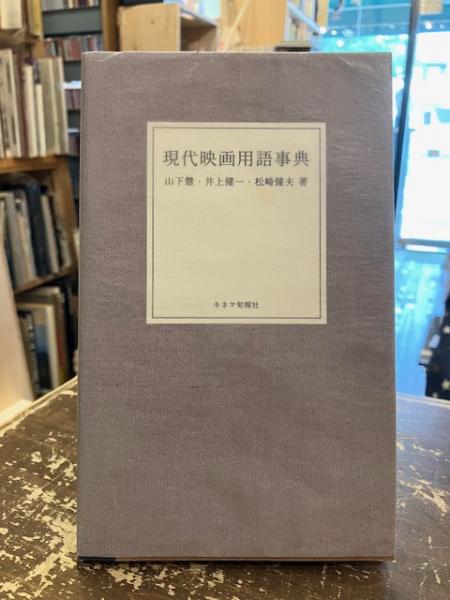 現代映画用語事典
山下慧・井上健一・松崎健夫 著
キネマ旬報社